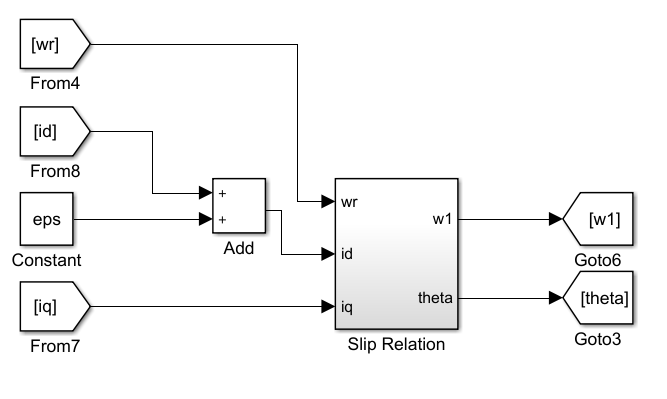 [wr]
From4
[id]
From8
eps
Constant
+
+
Add
[iq]
From7
wr
id
iq
w1
theta
Slip Relation
[w1]
Goto6
[theta]
Goto3